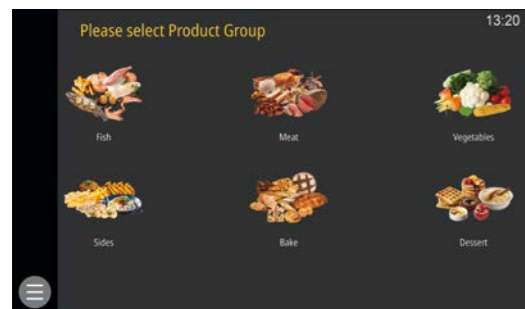 13:20
Please select Product Group
Fish
Meat
Vegetables
Sides
Bake
Dessert